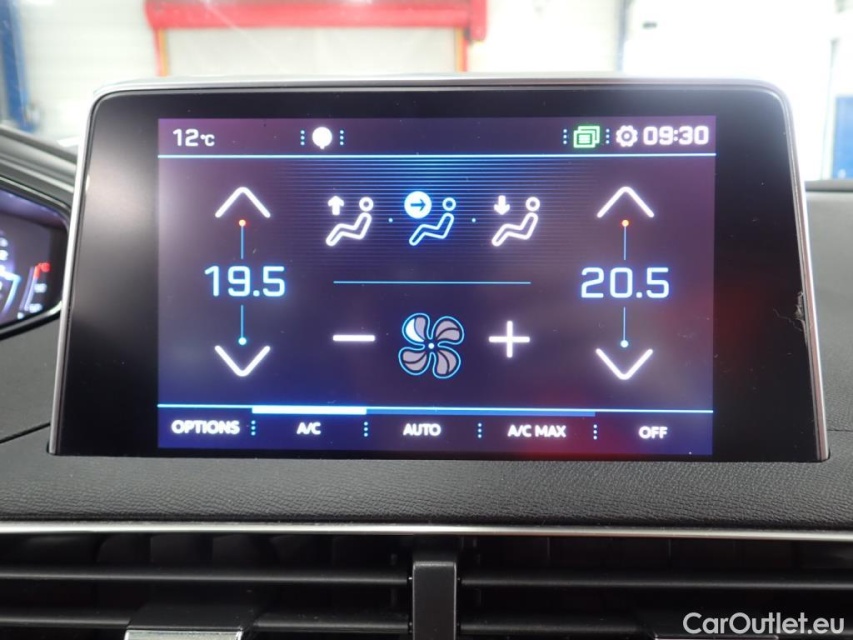 12°C 09:30
19.5 20.5
OPTIONS A/C AUTO A/C MAX OFF
CarOutlet.eu